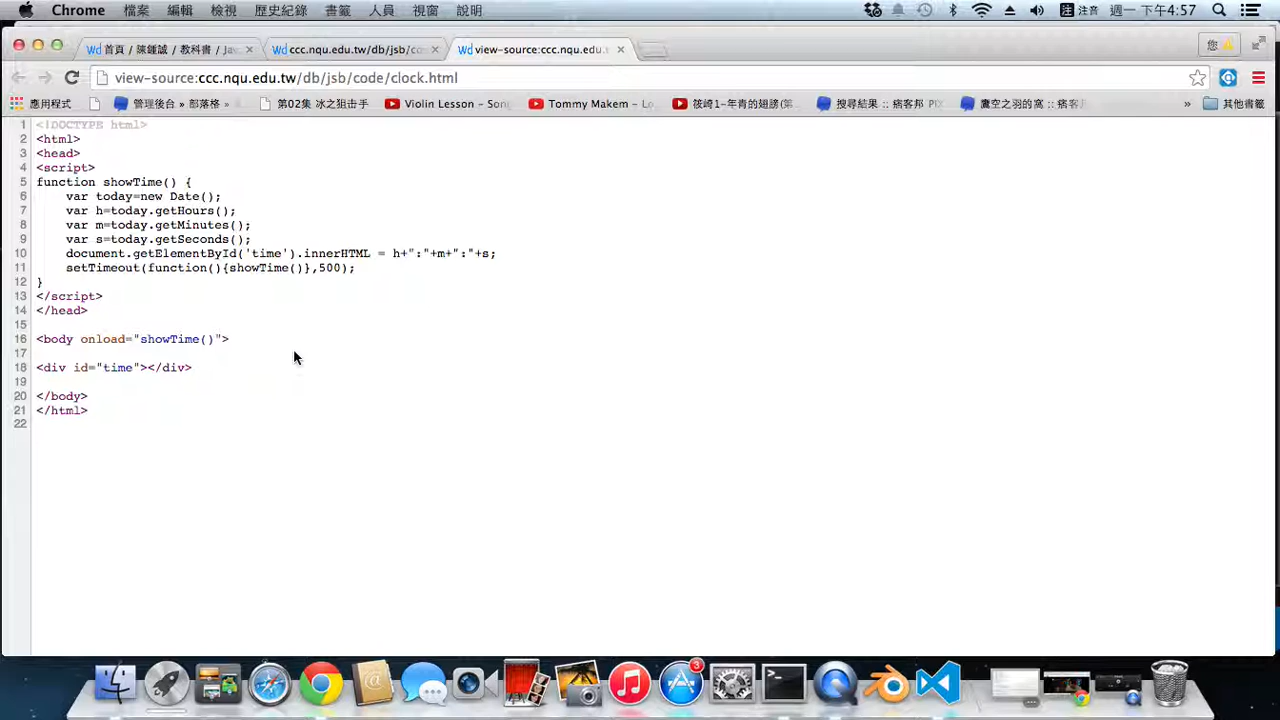 Chrome 檔案 編輯 檢視 歷史紀錄 書籤 人員 視窗 說明 注音 週一 下午4:57
首頁 / 陳鍾誠 / 教科書 / Jav ccc.nqu.edu.tw/db/jsb/co view-source:ccc.nqu.edu. 您
view-source:ccc.nqu.edu.tw/db/jsb/code/clock.html
應用程式 管理後台 »部落格 » 第02集 冰之狙击手 Violin Lesson - Son Tommy Makem - Lo 年青的翅膀 搜尋結果 :: 痞客邦 PIX 鷹空之羽的窩 :: 痞客 » 其他書籤
1 <!DOCTYPE html>
2 <html>
3 <head>
4 <script>
5 function showTime() {
6 var today=new Date();
7 var h=today.getHours();
8 var m=today.getMinutes();
9 var s=today.getSeconds();
10 document.getElementById('time').innerHTML = h+":"+m+":"+s;
11 setTimeout(function(){showTime()},500);
12 }
13 </script>
14 </head>
15
16 <body onload="showTime()">
17
18 <div id="time"></div>
19
20 </body>
21 </html>
22
3